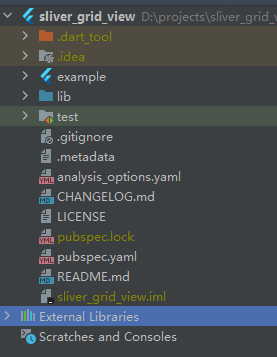 sliver_grid_view D:\projects\sliver_grid_v
.dart_tool
.idea
example
lib
test
.gitignore
.metadata
analysis_options.yaml
CHANGELOG.md
LICENSE
pubspec.lock
pubspec.yaml
README.md
sliver_grid_view.iml
External Libraries
Scratches and Consoles